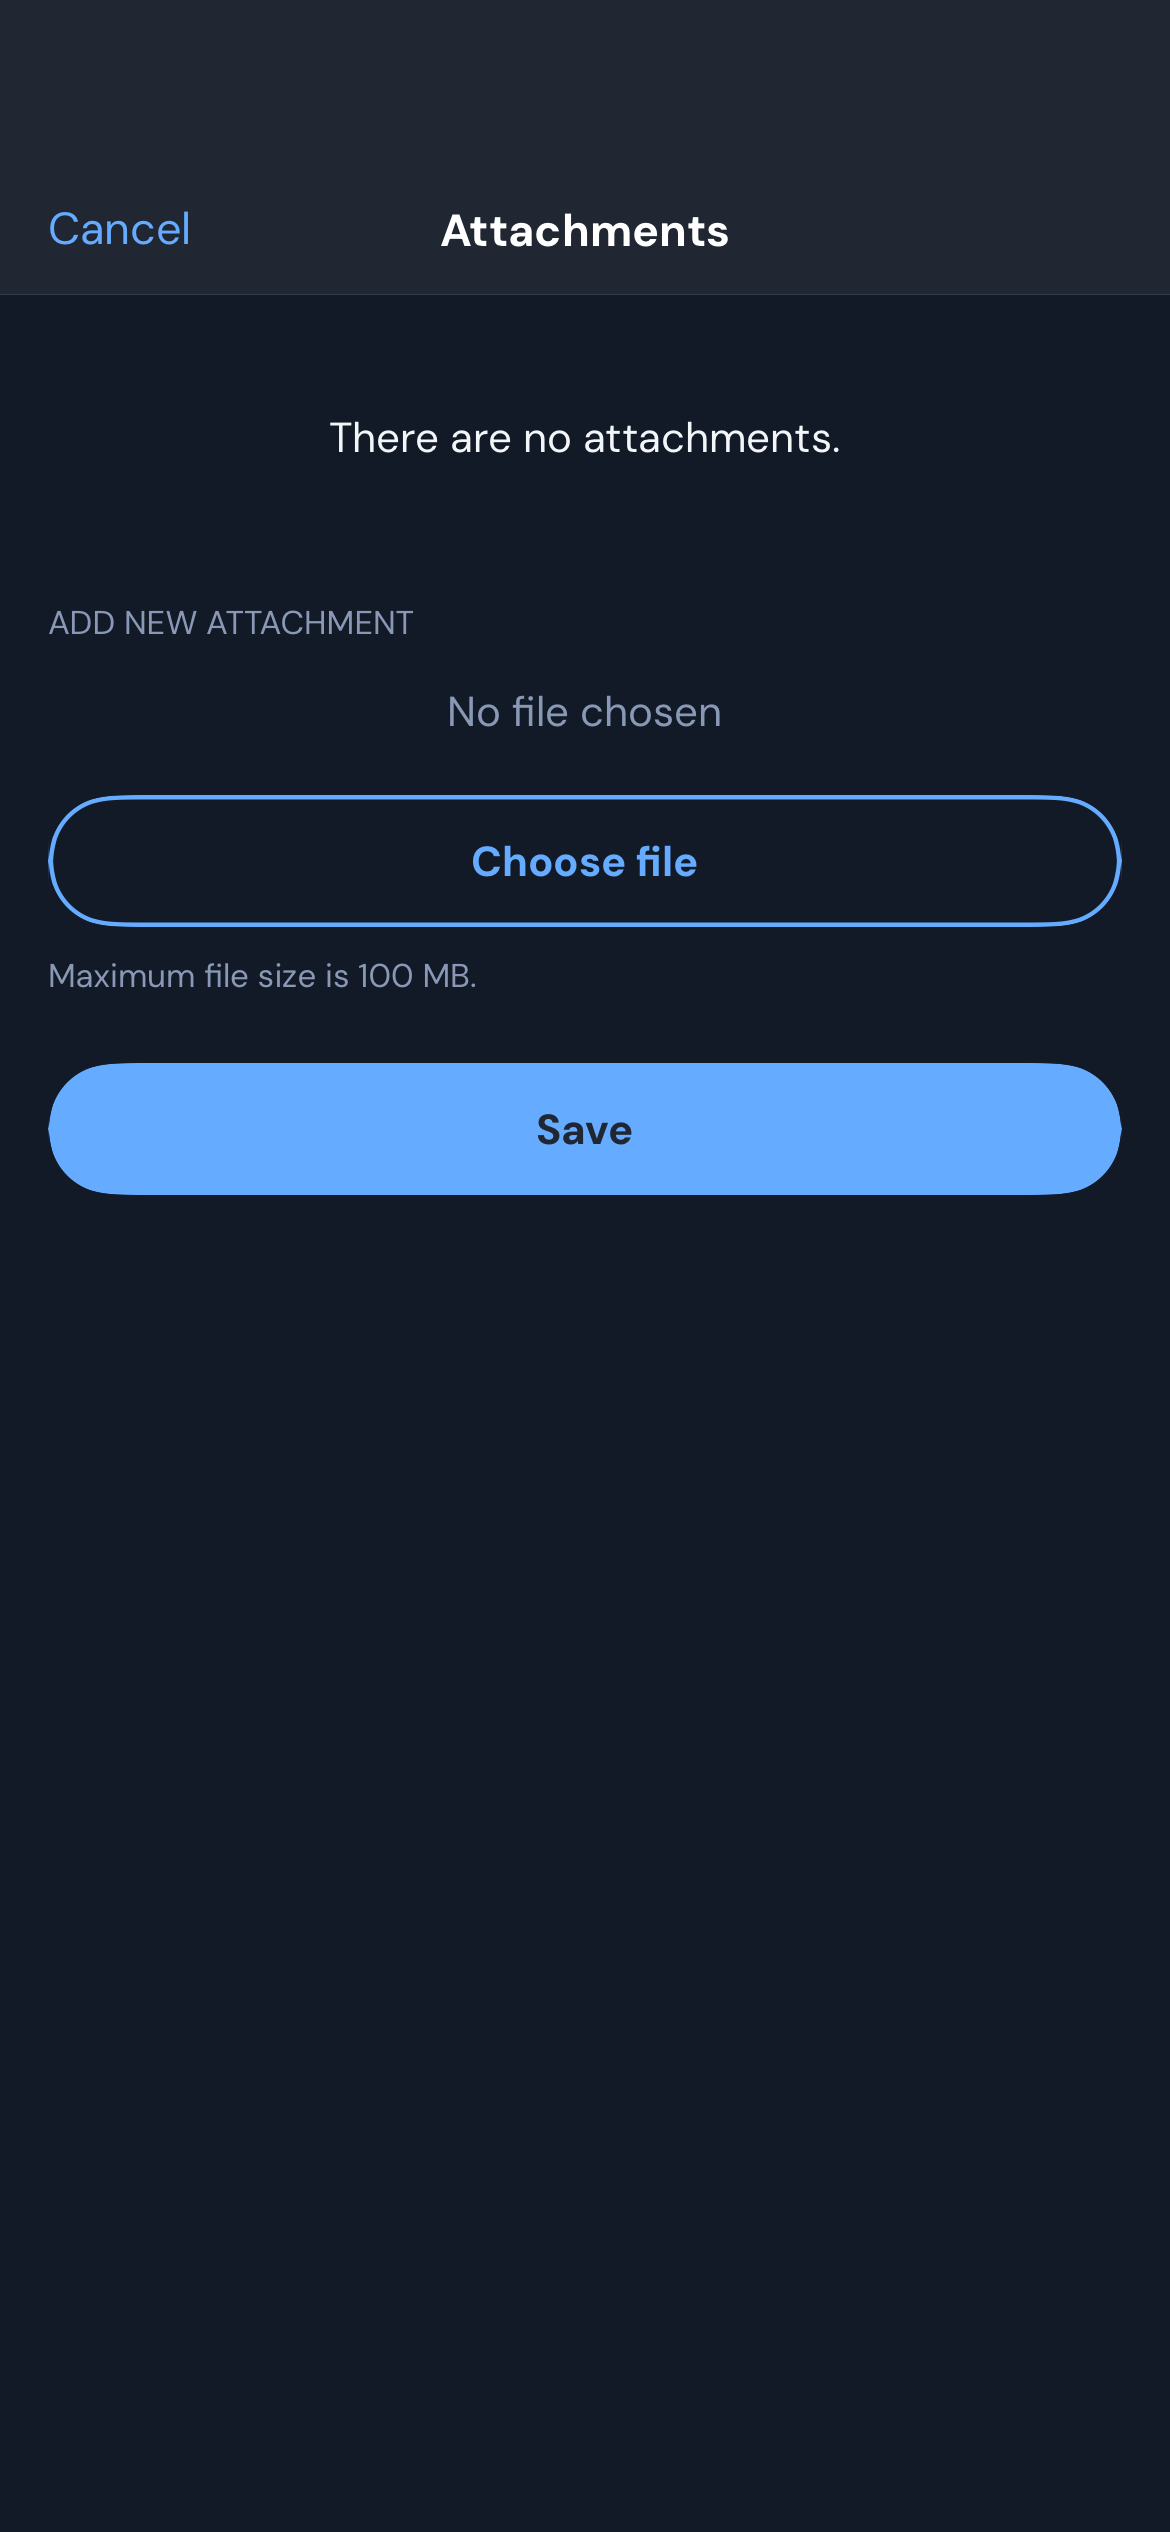 Cancel
Attachments
There are no attachments.
ADD NEW ATTACHMENT
No file chosen
Choose file
Maximum file size is 100 MB.
Save